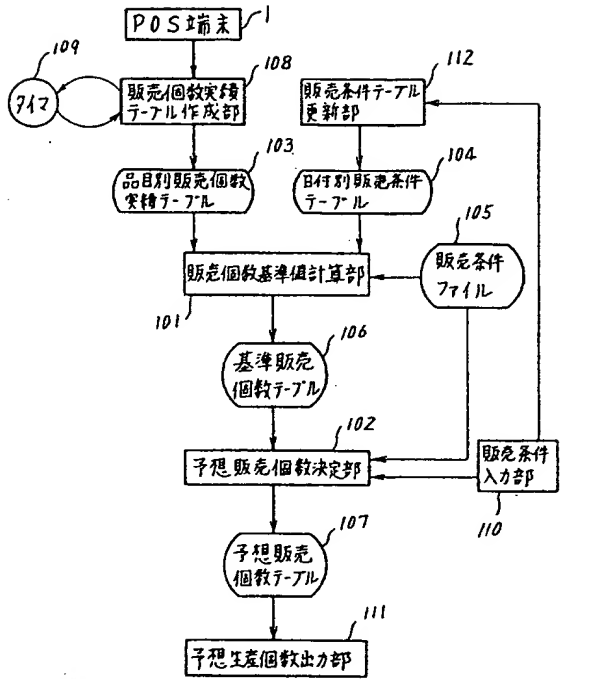 POS端末
1
109
タイマ
販売個数実績
テーブル作成部
108
112
販売条件テーブル
更新部
103
品目別販売個数
実績テーブル
104
日付別販売条件
テーブル
105
販売条件
ファイル
販売個数基準値計算部
101
106
基準販売
個数テーブル
102
予想販売個数決定部
販売条件
入力部
110
107
予想販売
個数テーブル
111
予想生産個数出力部